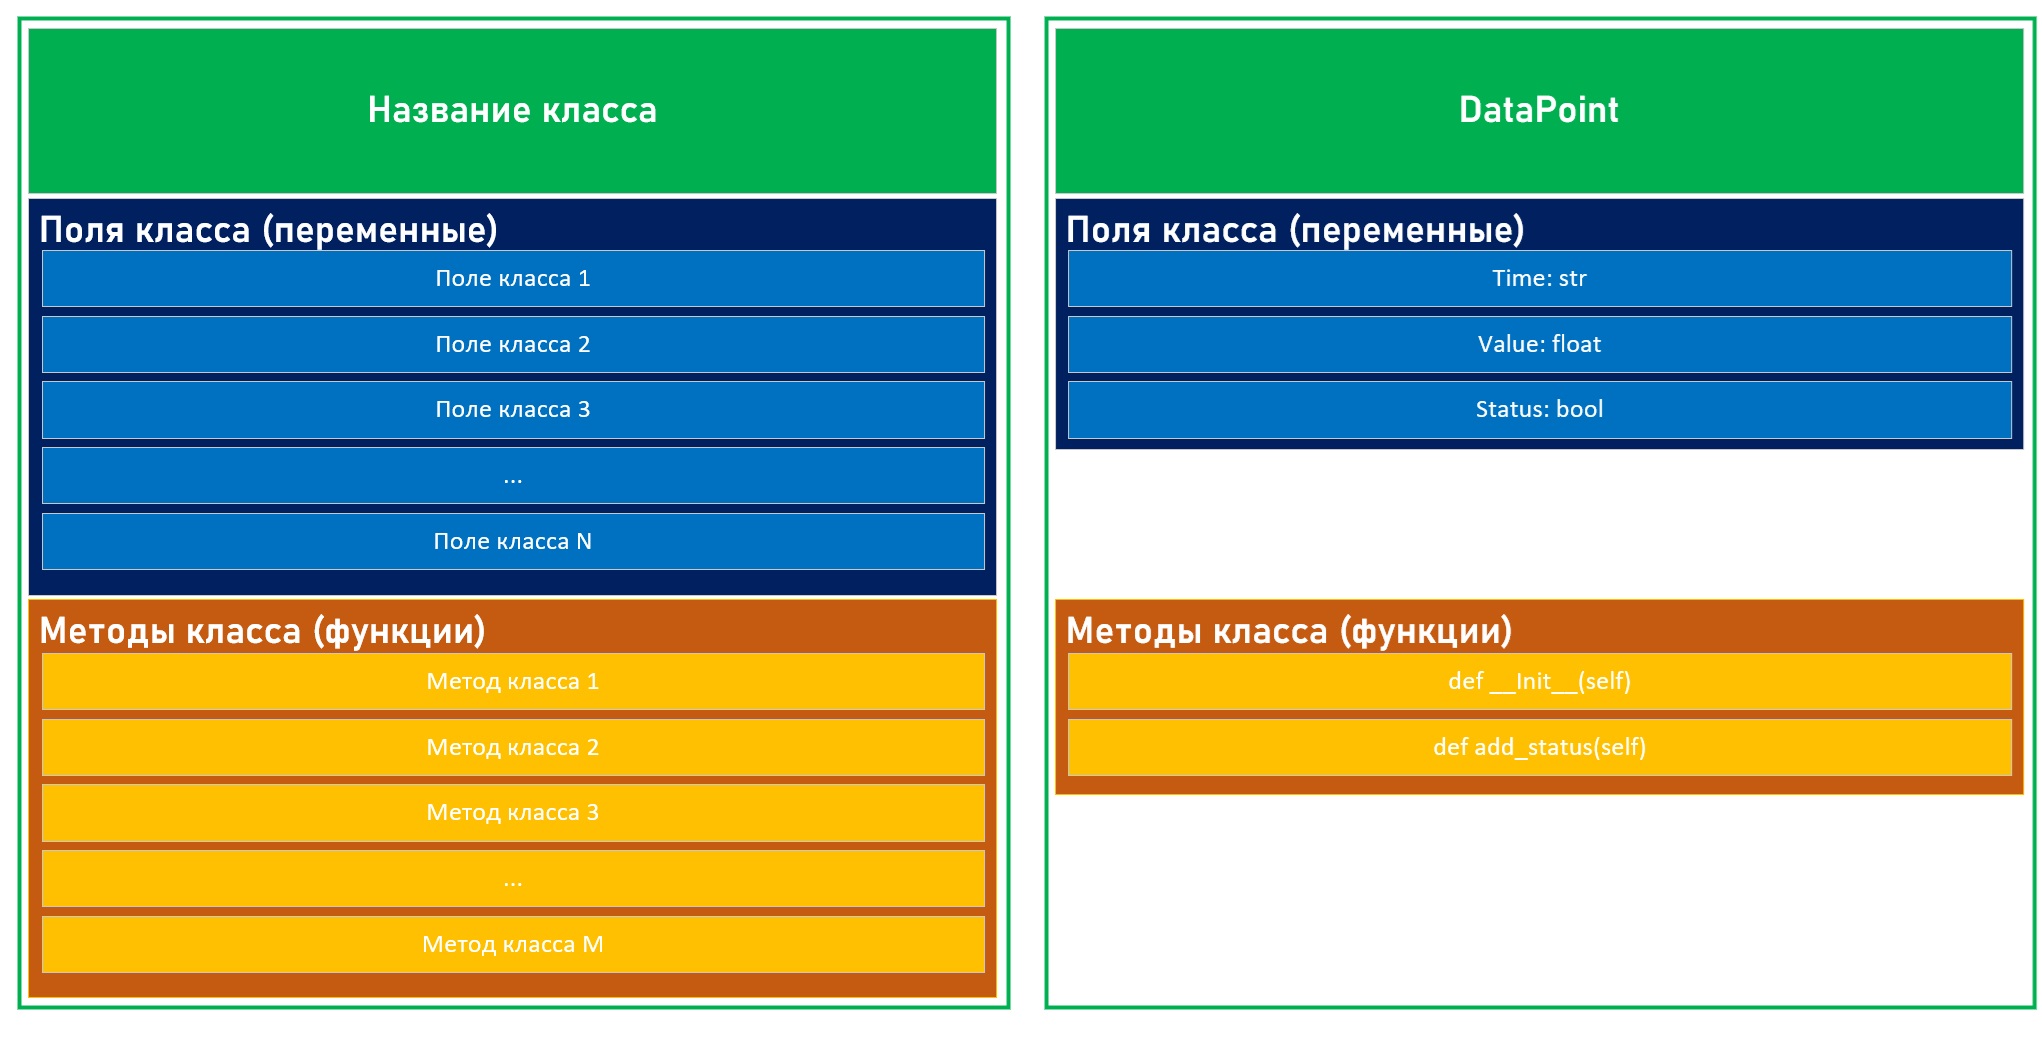 Название класса
Поля класса (переменные)
Поле класса 1
Поле класса 2
Поле класса 3
...
Поле класса N
Методы класса (функции)
Метод класса 1
Метод класса 2
Метод класса 3
...
Метод класса M
DataPoint
Поля класса (переменные)
Time: str
Value: float
Status: bool
Методы класса (функции)
def __Init__(self)
def add_status(self)